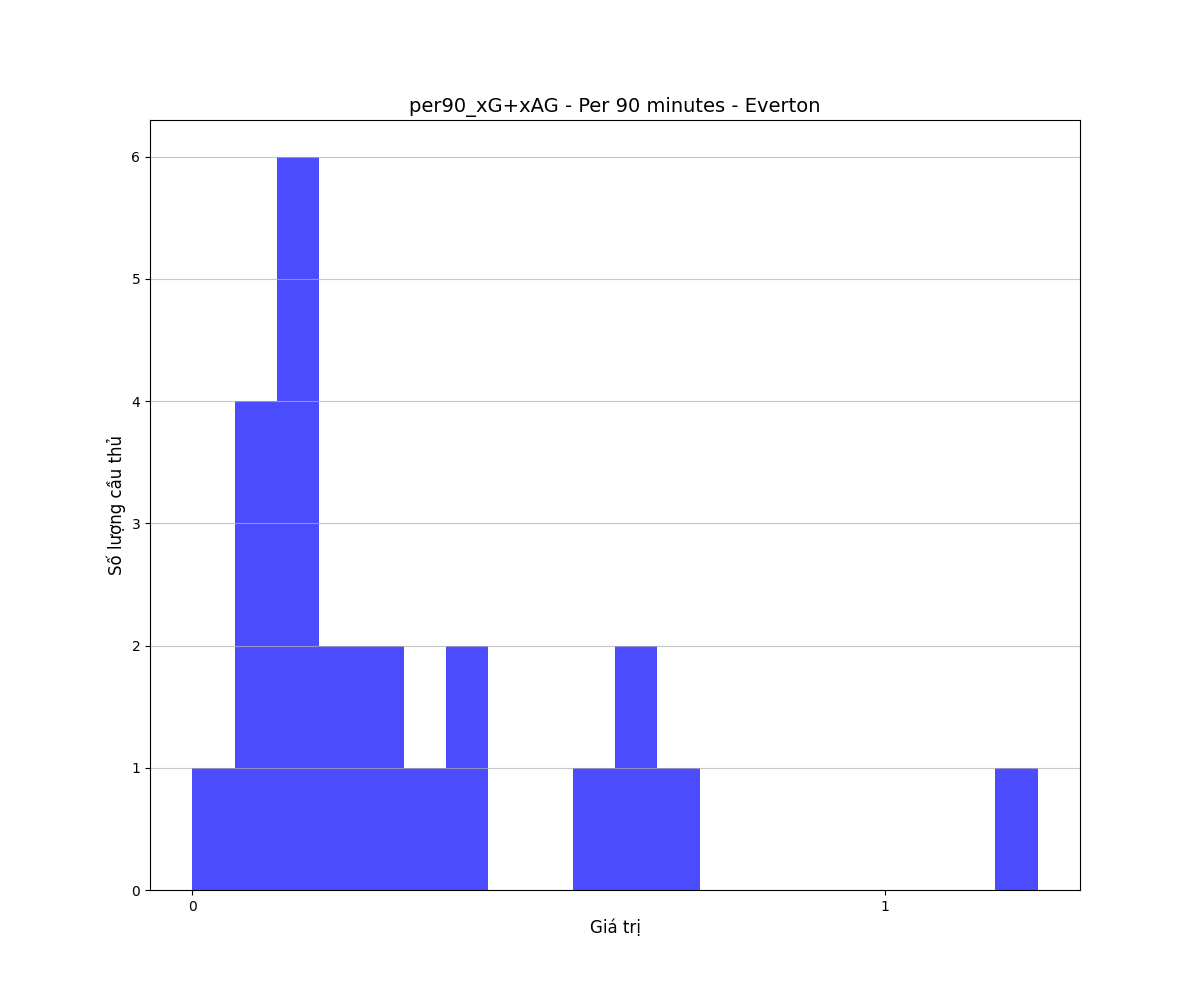 per90_xG+xAG - Per 90 minutes - Everton
Số lượng cầu thủ
6
5
4
3
2
1
0
0 1
Giá trị